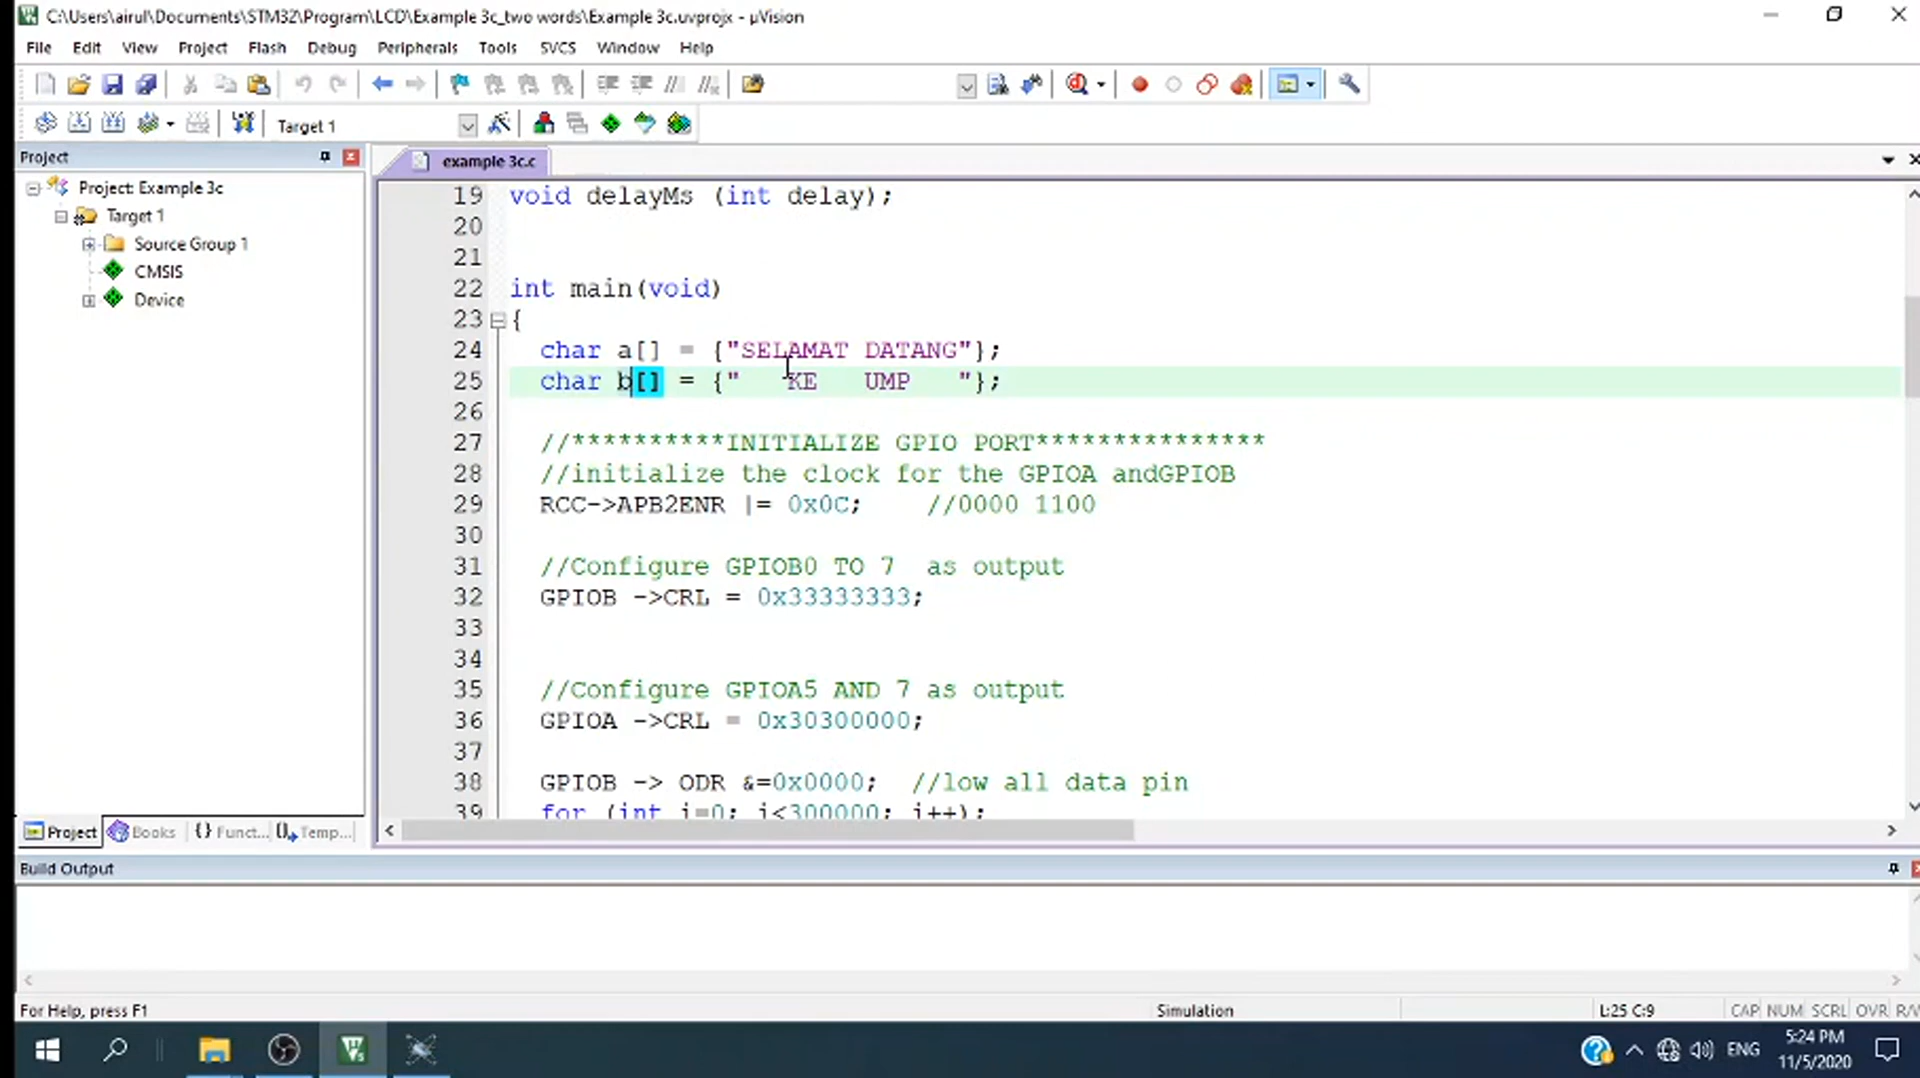 C:\Users\airul\Documents\STM32\Program\LCD\Example 3c_two words\Example 3c.uvprojx - µVision
File Edit View Project Flash Debug Peripherals Tools SVCS Window Help
Target 1
Project
example 3c.c
Project: Example 3c
Target 1
Source Group 1
CMSIS
Device
19 void delayMs (int delay);
20
21
22 int main(void)
23 {
24 char a[] = {"SELAMAT DATANG"};
25 char b[] = {"   KE   UMP   "};
26
27 //**********INITIALIZE GPIO PORT***************
28 //initialize the clock for the GPIOA andGPIOB
29 RCC->APB2ENR |= 0x0C; //0000 1100
30
31 //Configure GPIOB0 TO 7  as output
32 GPIOB ->CRL = 0x33333333;
33
34
35 //Configure GPIOA5 AND 7 as output
36 GPIOA ->CRL = 0x30300000;
37
38 GPIOB -> ODR &=0x0000; //low all data pin
39 for (int i=0; i<300000; i++);
Project Books {} Funct... Temp...
Build Output
For Help, press F1
Simulation
L:25 C:9
CAP NUM SCRL OVR R/
ENG
5:24 PM
11/5/2020